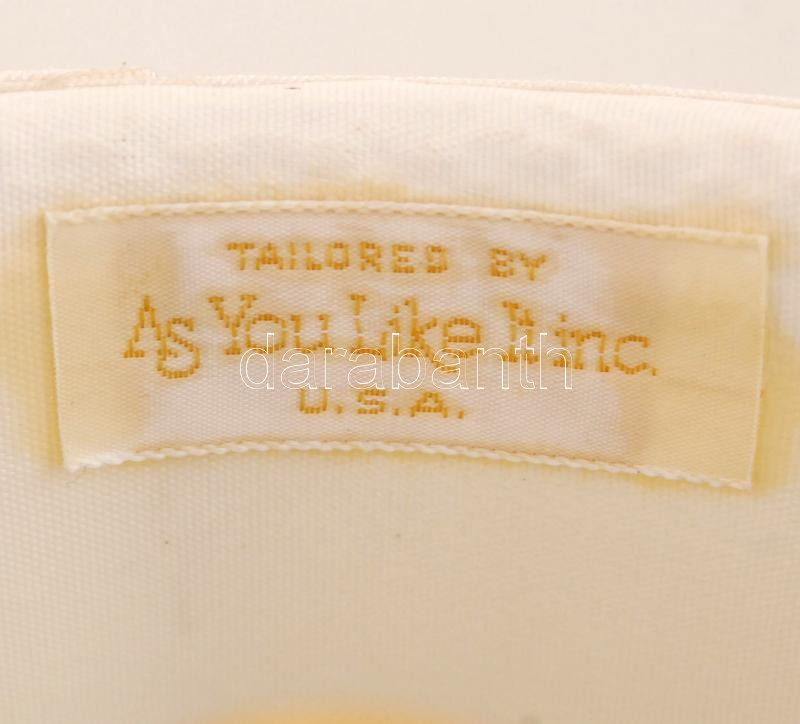 TAILORED BY
As You Like It inc.
darabanth
U.S.A.